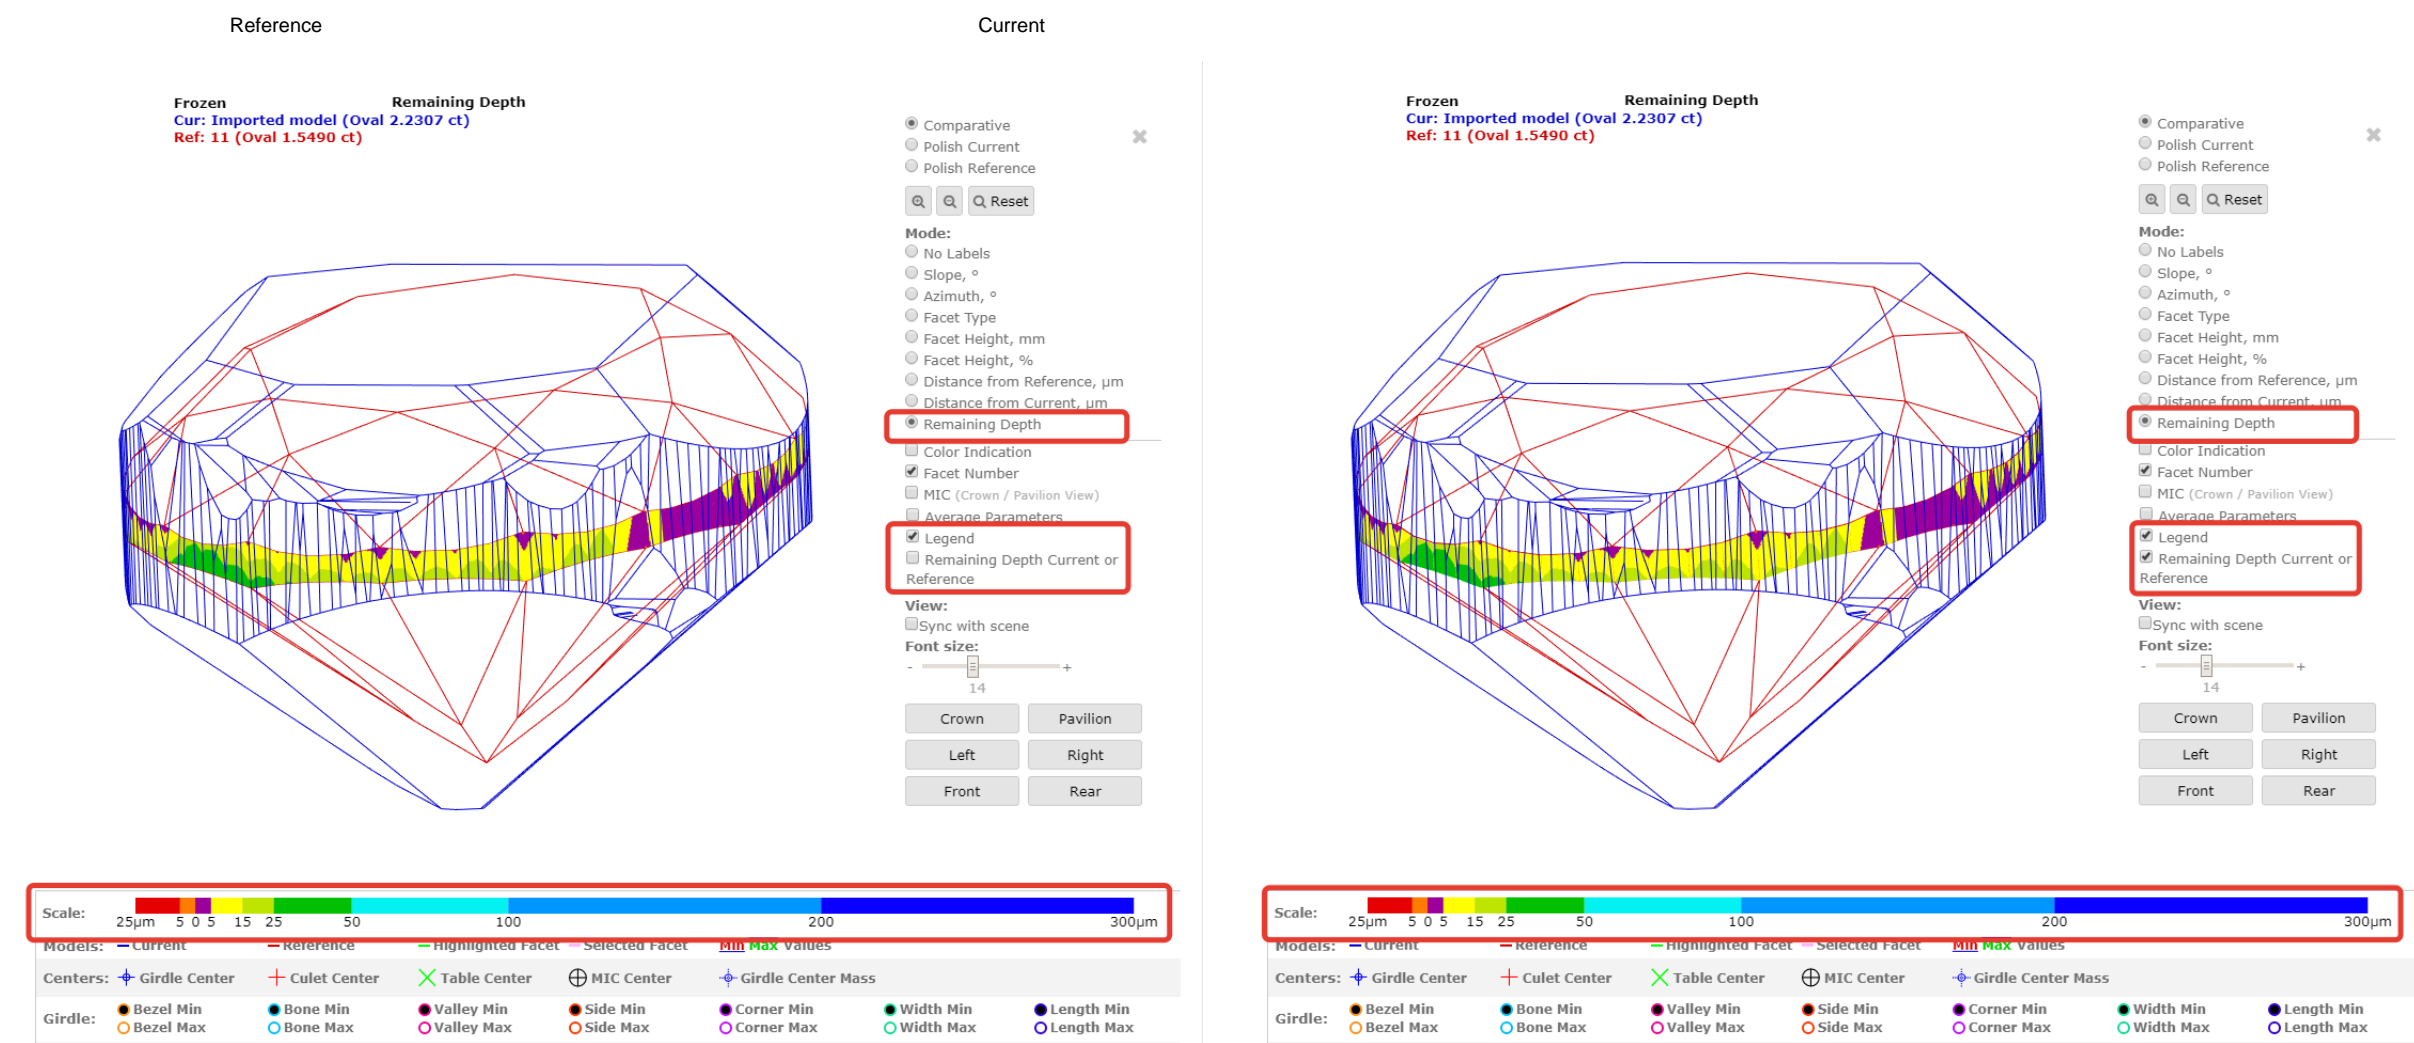 Reference
Current
Frozen
Remaining Depth
Cur: Imported model (Oval 2.2307 ct)
Ref: 11 (Oval 1.5490 ct)
Comparative
Polish Current
Polish Reference
Reset
Mode:
No Labels
Slope, °
Azimuth, °
Facet Type
Facet Height, mm
Facet Height, %
Distance from Reference, µm
Distance from Current, µm
Remaining Depth
Color Indication
Facet Number
MIC (Crown / Pavilion View)
Average Parameters
Legend
Remaining Depth Current or
Reference
View:
Sync with scene
Font size:
- +
14
Crown Pavilion
Left Right
Front Rear
Scale:
25µm 5 0 5 15 25 50 100 200 300µm
Models: Current Reference Highlighted Facet Selected Facet Min Max Values
Centers: Girdle Center Culet Center Table Center MIC Center Girdle Center Mass
Girdle:
Bezel Min Bone Min Valley Min Side Min Corner Min Width Min Length Min
Bezel Max Bone Max Valley Max Side Max Corner Max Width Max Length Max
Frozen
Remaining Depth
Cur: Imported model (Oval 2.2307 ct)
Ref: 11 (Oval 1.5490 ct)
Comparative
Polish Current
Polish Reference
Reset
Mode:
No Labels
Slope, °
Azimuth, °
Facet Type
Facet Height, mm
Facet Height, %
Distance from Reference, µm
Distance from Current, µm
Remaining Depth
Color Indication
Facet Number
MIC (Crown / Pavilion View)
Average Parameters
Legend
Remaining Depth Current or
Reference
View:
Sync with scene
Font size:
- +
14
Crown Pavilion
Left Right
Front Rear
Scale:
25µm 5 0 5 15 25 50 100 200 300µm
Models: Current Reference Highlighted Facet Selected Facet Min Max Values
Centers: Girdle Center Culet Center Table Center MIC Center Girdle Center Mass
Girdle:
Bezel Min Bone Min Valley Min Side Min Corner Min Width Min Length Min
Bezel Max Bone Max Valley Max Side Max Corner Max Width Max Length Max